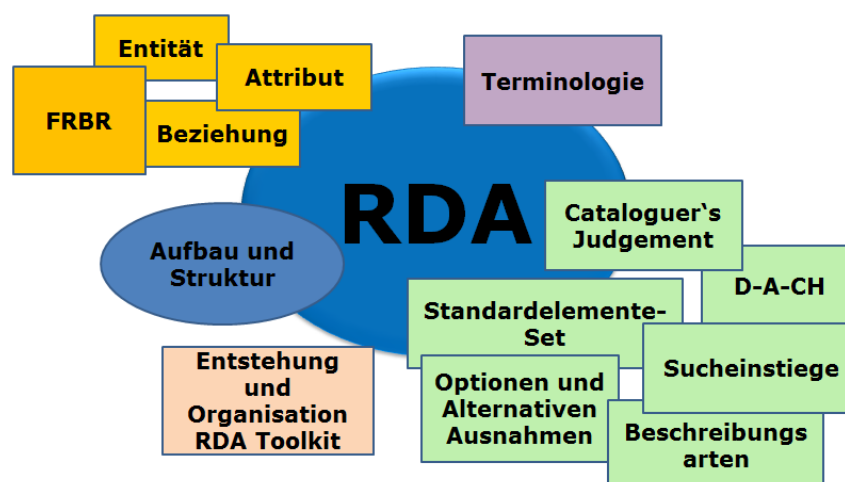 Entität
Attribut
FRBR
Beziehung
Terminologie
RDA
Cataloguer‘s
Judgement
Aufbau und
Struktur
D-A-CH
Standardelemente-
Set
Sucheinstiege
Entstehung
und
Organisation
RDA Toolkit
Optionen und
Alternativen
Ausnahmen
Beschreibungs
arten